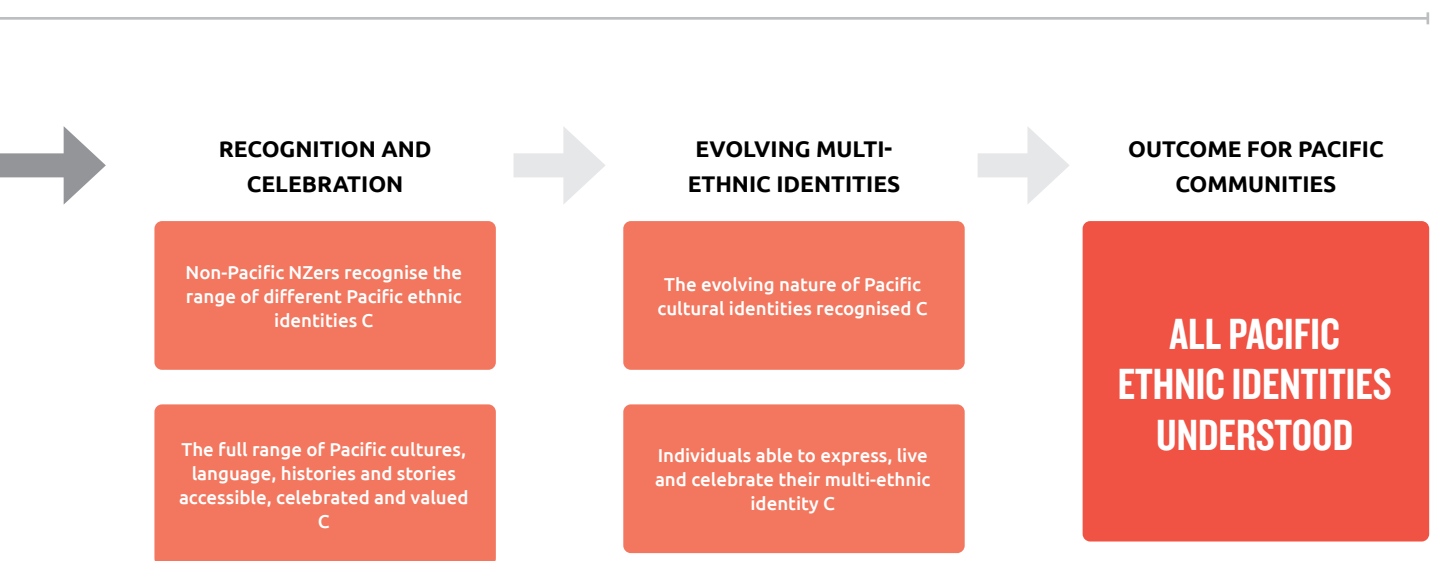 RECOGNITION AND
CELEBRATION
Non-Pacific NZers recognise the
range of different Pacific ethnic
identities C
The full range of Pacific cultures,
language, histories and stories
accessible, celebrated and valued
C
EVOLVING MULTI-
ETHNIC IDENTITIES
The evolving nature of Pacific
cultural identities recognised C
Individuals able to express, live
and celebrate their multi-ethnic
identity C
OUTCOME FOR PACIFIC
COMMUNITIES
ALL PACIFIC
ETHNIC IDENTITIES
UNDERSTOOD